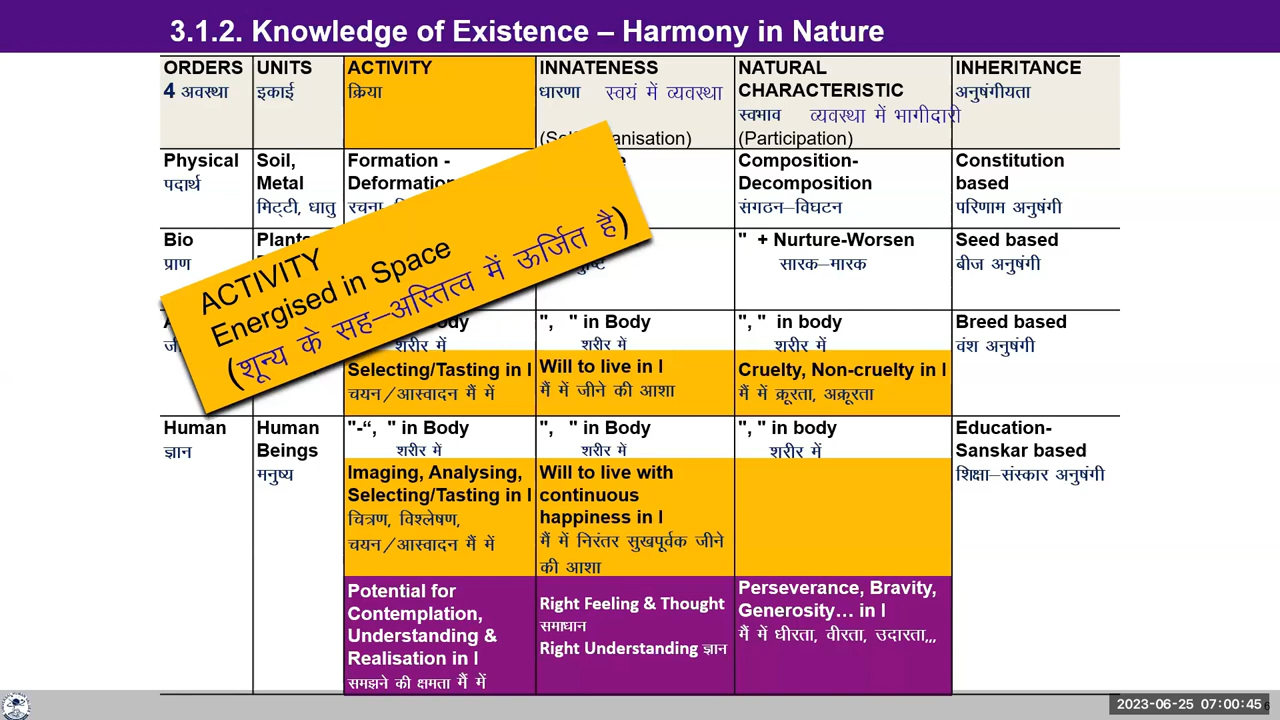 3.1.2. Knowledge of Existence – Harmony in Nature
ORDERS
4 अवस्था
UNITS
इकाई
ACTIVITY
क्रिया
INNATENESS
धारणा स्वयं में व्यवस्था
NATURAL
CHARACTERISTIC
स्वभाव व्यवस्था में भागीदारी
(Participation)
INHERITANCE
अनुषंगीयता
Physical
पदार्थ
Soil,
Metal
मिट्टी, धातु
Formation -
रचना
Composition-
Decomposition
संगठन–विघटन
Constitution
based
परिणाम अनुषंगी
Bio
प्राण
" + Nurture-Worsen
सारक–मारक
Seed based
बीज अनुषंगी
ACTIVITY
Energised in Space
(शून्य के सह–अस्तित्व में ऊर्जित है)
शरीर में
Selecting/Tasting in I
चयन/आस्वादन मैं में
", " in Body
शरीर में
Will to live in I
मैं में जीने की आशा
", " in body
शरीर में
Cruelty, Non-cruelty in I
मैं में क्रूरता, अक्रूरता
Breed based
वंश अनुषंगी
Human
ज्ञान
Human
Beings
मनुष्य
"-“, " in Body
शरीर में
Imaging, Analysing,
Selecting/Tasting in I
चित्रण, विश्लेषण,
चयन/आस्वादन मैं में
Potential for
Contemplation,
Understanding &
Realisation in I
समझने की क्षमता मैं में
", " in Body
शरीर में
Will to live with
continuous
happiness in I
मैं में निरंतर सुखपूर्वक जीने
की आशा
Right Feeling & Thought
समाधान
Right Understanding ज्ञान
", " in body
शरीर में
Perseverance, Bravity,
Generosity… in I
मैं में धीरता, वीरता, उदारता,,,
Education-
Sanskar based
शिक्षा–संस्कार अनुषंगी
2023-06-25 07:00:45
6